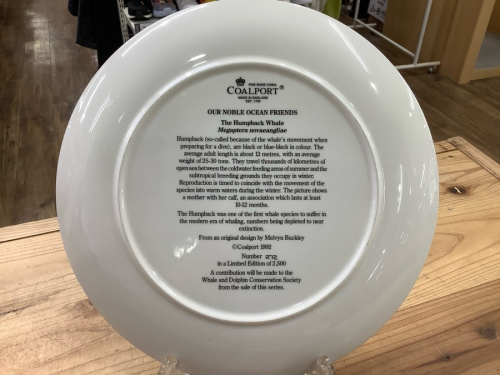 FINE BONE CHINA
COALPORT®
MADE IN ENGLAND
EST. 1750
OUR NOBLE OCEAN FRIENDS
The Humpback Whale
Megaptera novaeangliae
Humpback (so-called because of the whale's movement when
preparing for a dive), are black or blue-black in colour. The
average adult length is about 13 metres, with an average
weight of 25-30 tons. They travel thousands of kilometres of
open sea between the coldwater feeding areas of summer and the
subtropical breeding grounds they occupy in winter.
Reproduction is timed to coincide with the movement of the
species into warm waters during the winter. The picture shows
a mother with her calf, an association which lasts at least
10-12 months.
The Humpback was one of the first whale species to suffer in
the modern era of whaling, numbers being depleted to near
extinction.
From an original design by Melvyn Buckley
©Coalport 1992
Number
in a Limited Edition of 2,500
A contribution will be made to the
Whale and Dolphin Conservation Society
from the sale of this series.